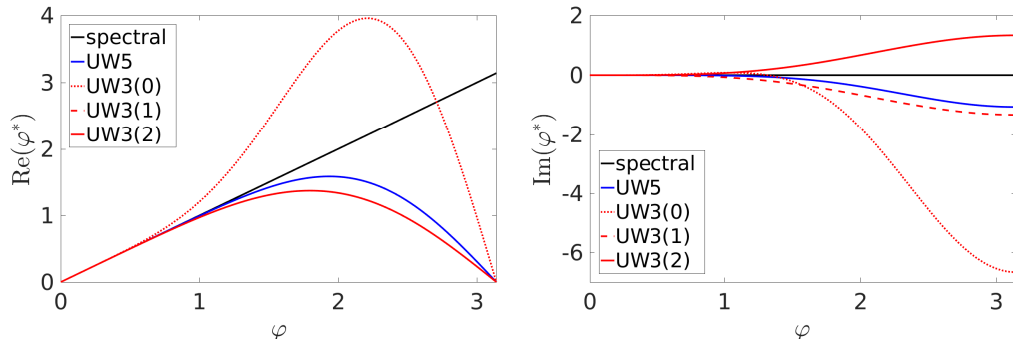 4
3
2
1
0
Re(φ*)
spectral
UW5
UW3(0)
UW3(1)
UW3(2)
0
1
2
3
φ
2
0
-2
-4
-6
Im(φ*)
spectral
UW5
UW3(0)
UW3(1)
UW3(2)
0
1
2
3
φ